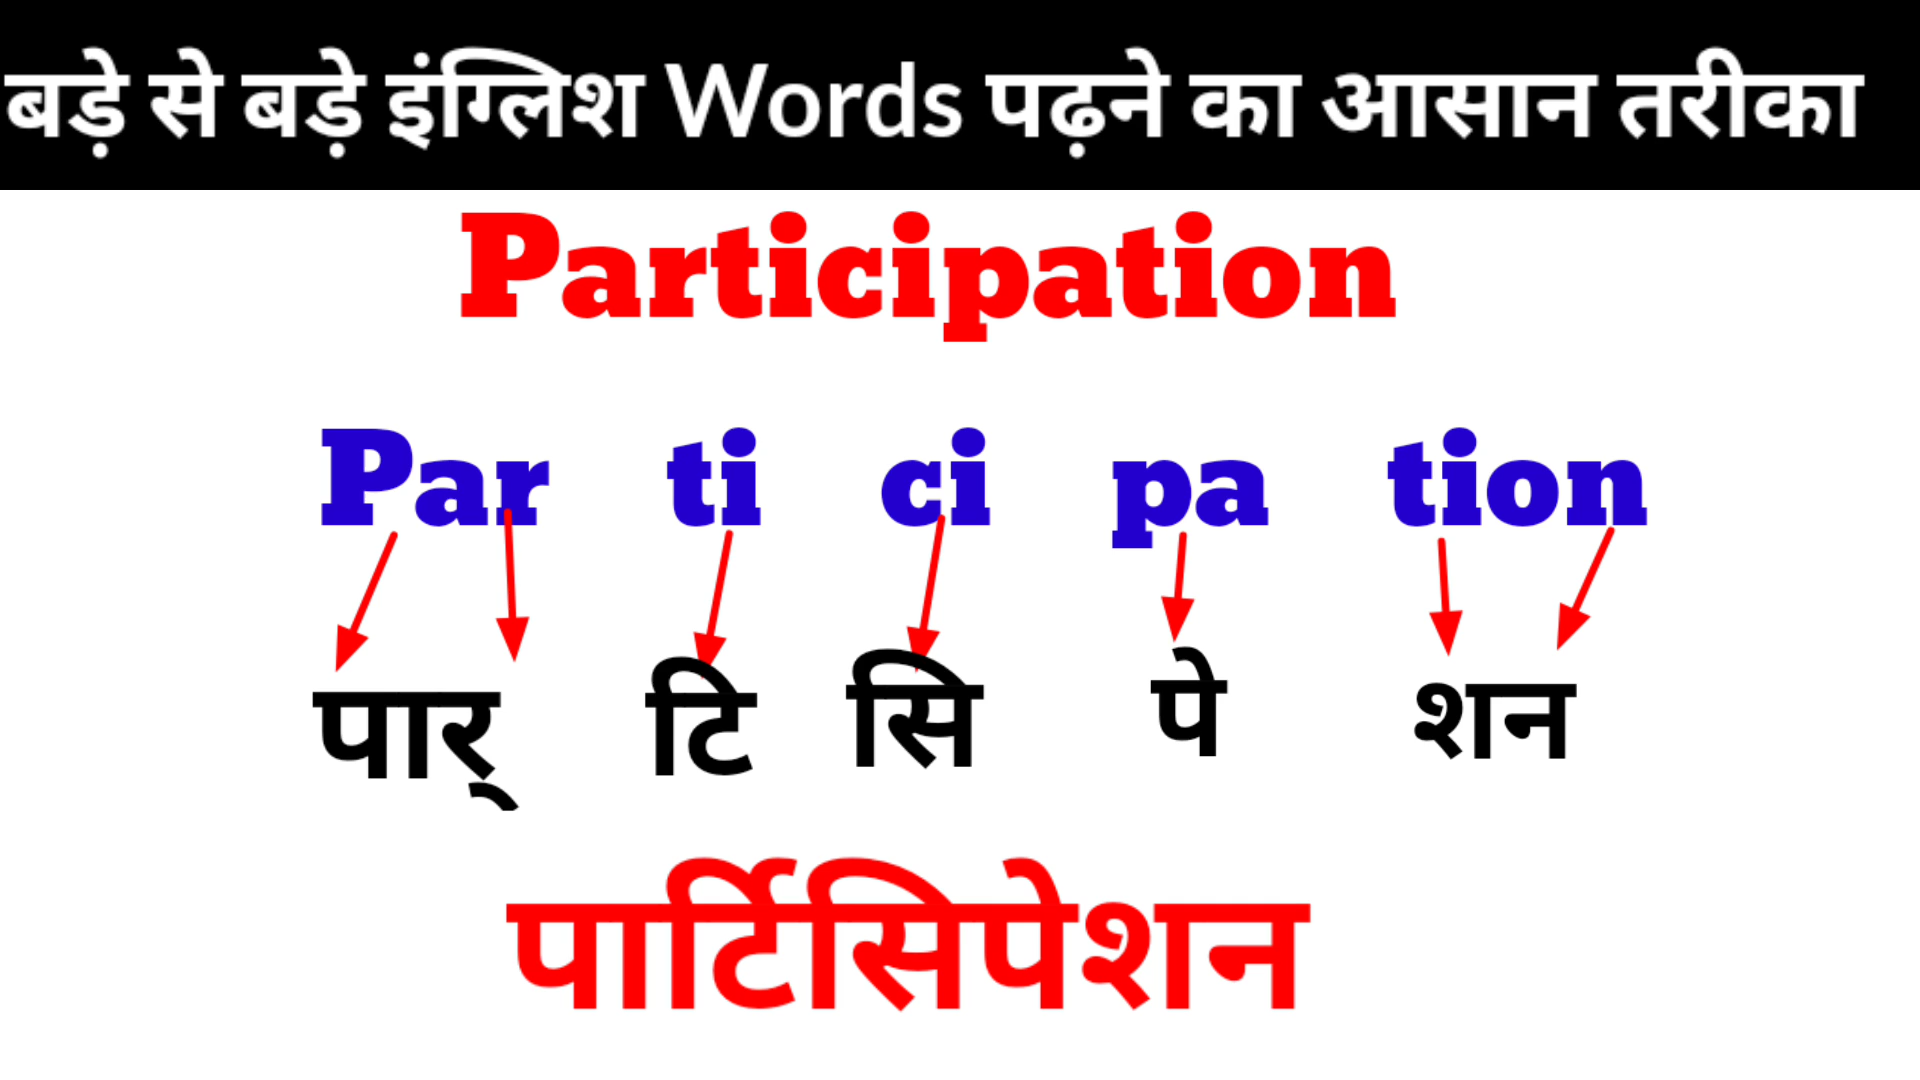 बड़े से बड़े इंग्लिश Words पढ़ने का आसान तरीका
Participation
Par ti ci pa tion
पार् टि सि पे शन
पार्टिसिपेशन